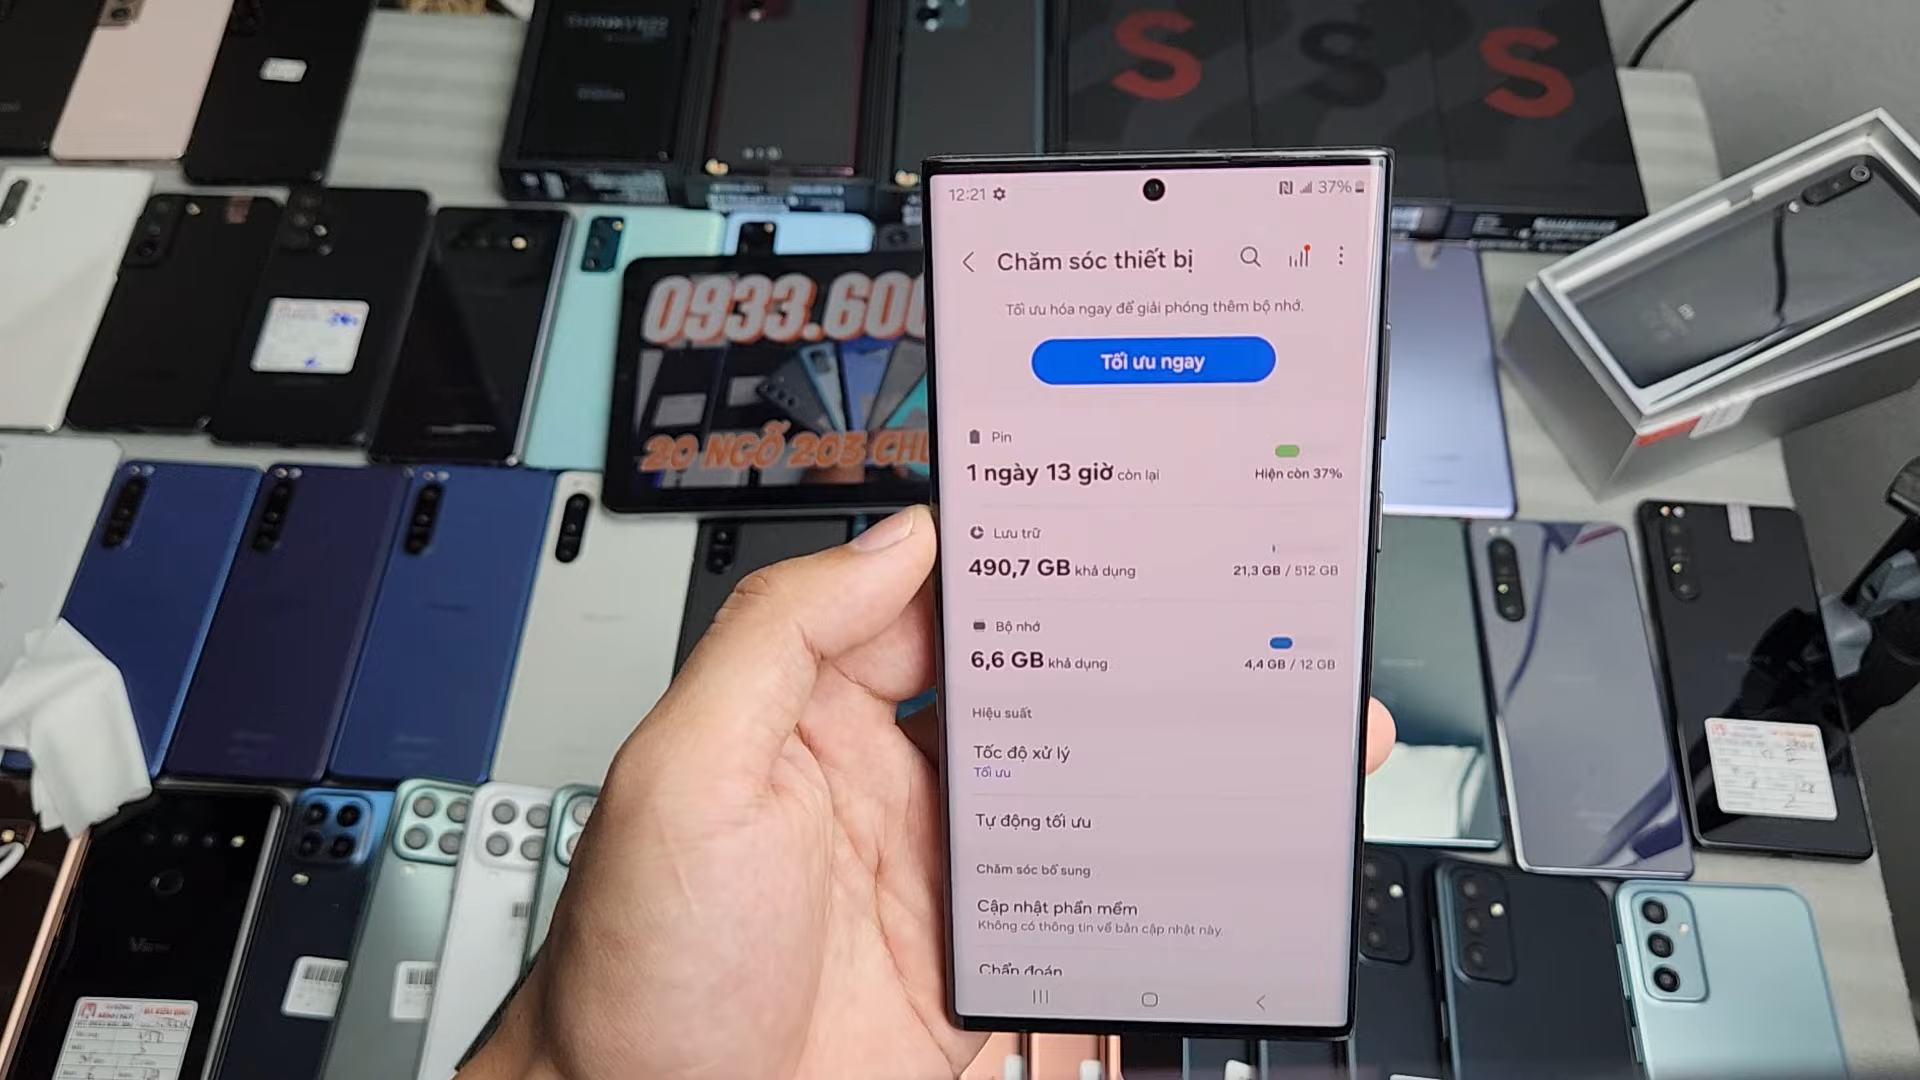 S
S
S
0933.60
20 NGÕ 203 CH
12:21
37%
Chăm sóc thiết bị
Tối ưu hóa ngay để giải phóng thêm bộ nhớ.
Tối ưu ngay
Pin
1 ngày 13 giờ còn lại
Hiện còn 37%
Lưu trữ
490,7 GB khả dụng
21,3 GB / 512 GB
Bộ nhớ
6,6 GB khả dụng
4,4 GB / 12 GB
Hiệu suất
Tốc độ xử lý
Tối ưu
Tự động tối ưu
Chăm sóc bổ sung
Cập nhật phần mềm
Không có thông tin về bản cập nhật này.
Chẩn đoán